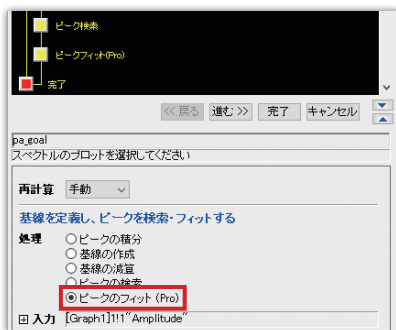 ピーク検索
ピークフィット(Pro)
完了
<< 戻る 進む >> 完了 キャンセル
pa_goal
スペクトルのプロットを選択してください
再計算 手動
基線を定義し、ピークを検索・フィットする
処理 ピークの積分
基線の作成
基線の減算
ピークの検索
ピークのフィット (Pro)
入力 [Graph1]1!1"Amplitude"